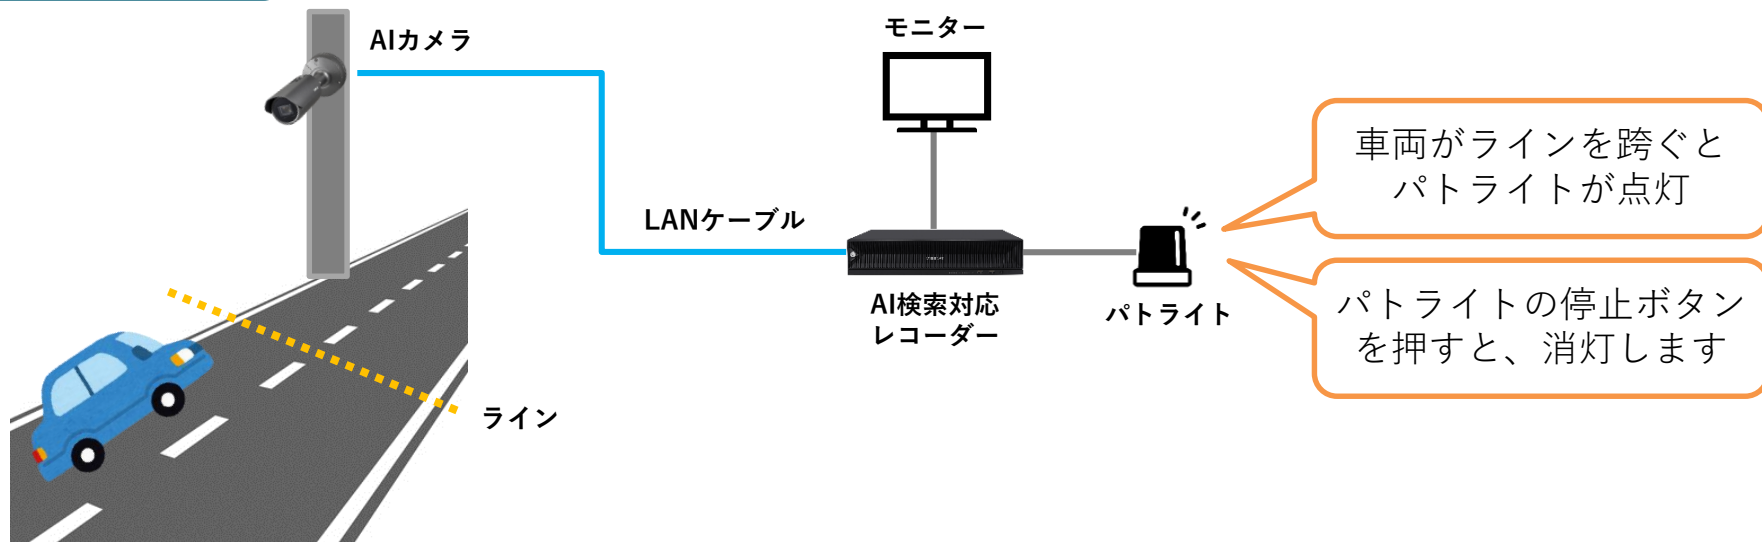 AIカメラ
モニター
車両がラインを跨ぐと
パトライトが点灯
LANケーブル
AI検索対応
レコーダー
パトライト
パトライトの停止ボタン
を押すと、消灯します
ライン